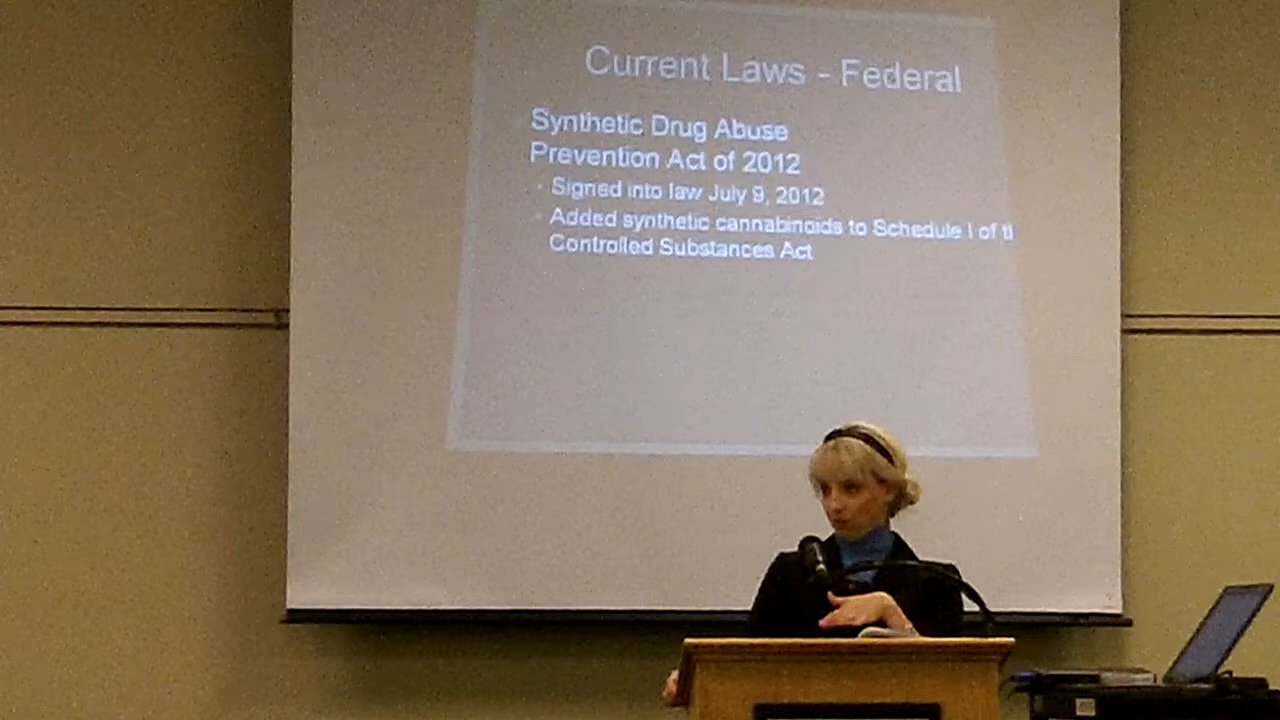 Current Laws - Federal
Synthetic Drug Abuse
Prevention Act of 2012
Signed into law July 9, 2012
Added synthetic cannabinoids to Schedule I of
Controlled Substances Act